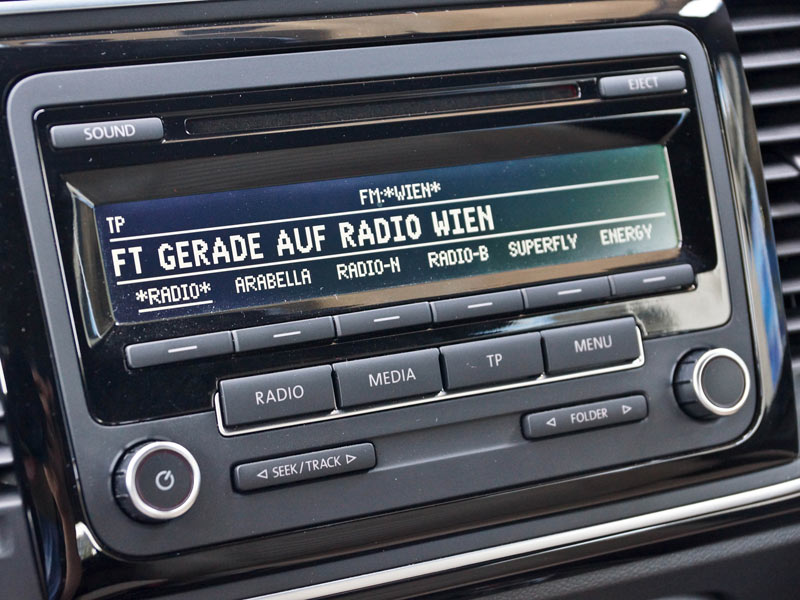 EJECT
SOUND
FM:*WIEN*
TP
FT GERADE AUF RADIO WIEN
*RADIO* ARABELLA RADIO-N RADIO-B SUPERFLY ENERGY
RADIO MEDIA TP MENU
FOLDER
SEEK/TRACK